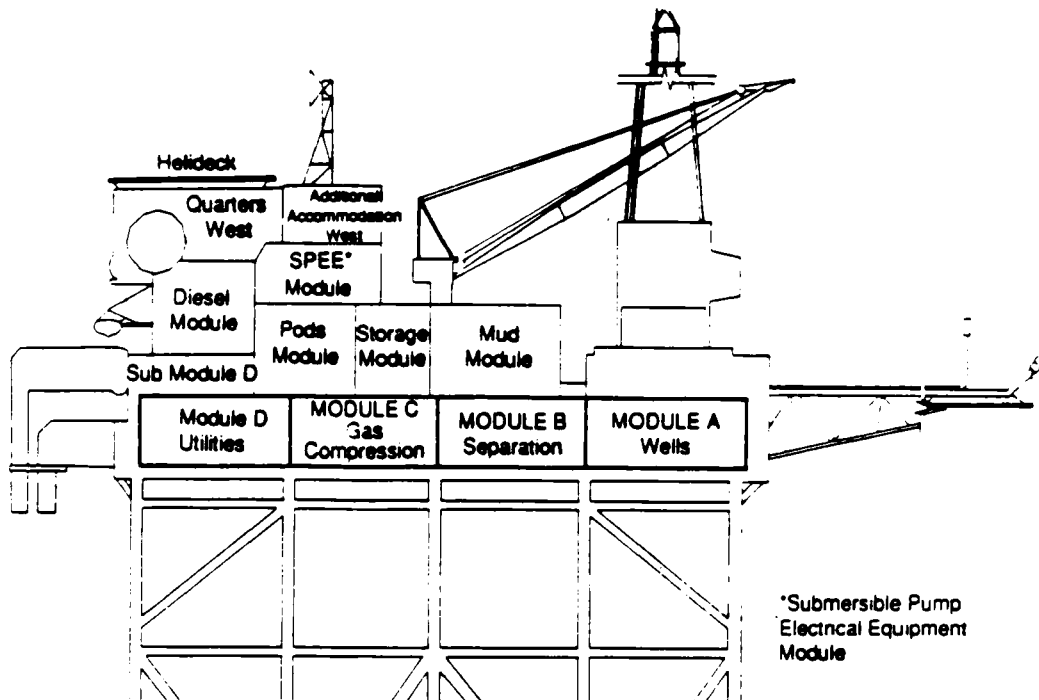 Helideck
Quarters
West
Additional
Accommodation
West
SPEE*
Module
Diesel
Module
Pods
Module
Storage
Module
Mud
Module
Sub Module D
Module D
Utilities
MODULE C
Gas
Compression
MODULE B
Separation
MODULE A
Wells
*Submersible Pump
Electrical Equipment
Module